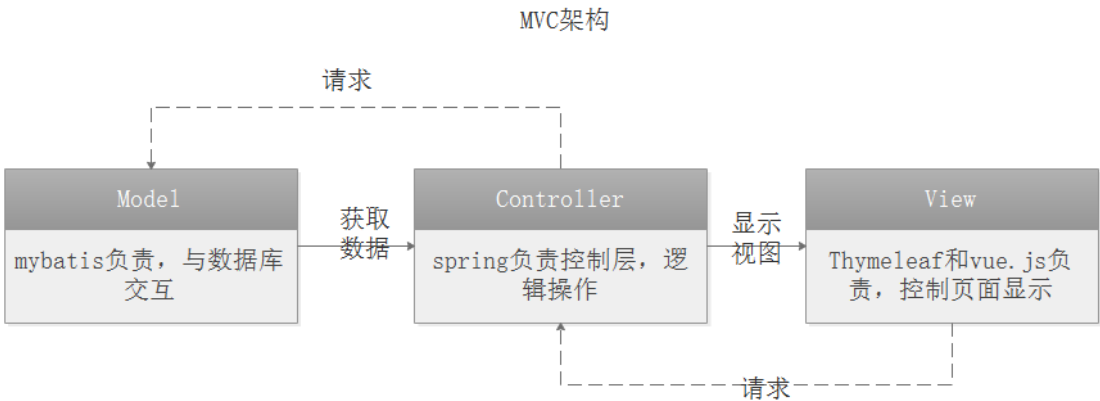 MVC架构
请求
Model
Controller
View
获取
数据
显示
视图
mybatis负责，与数据库
交互
spring负责控制层，逻
辑操作
Thymeleaf和vue.js负
责，控制页面显示
请求